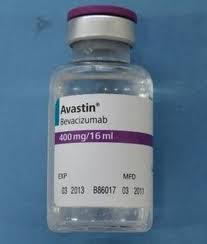 Avastin®
Bevacizumab
400 mg/16 ml
EXP MFD
03 2013 B86017 03 2011